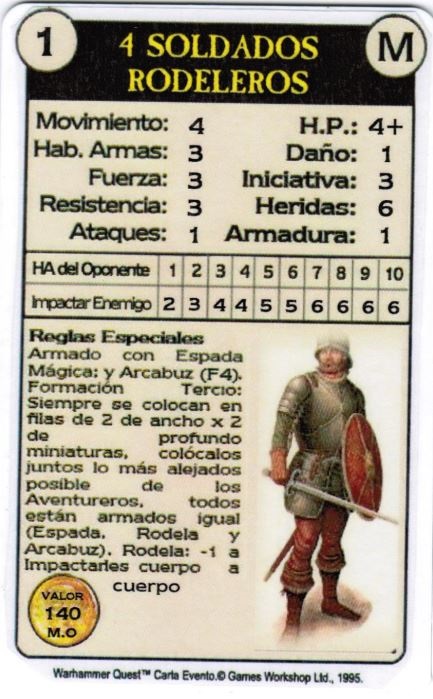 1
4 SOLDADOS
RODELEROS
M
Movimiento: 4 H.P.: 4+
Hab. Armas: 3 Daño: 1
Fuerza: 3 Iniciativa: 3
Resistencia: 3 Heridas: 6
Ataques: 1 Armadura: 1
HA del Oponente 1 2 3 4 5 6 7 8 9 10
Impactar Enemigo 2 3 4 4 5 5 6 6 6 6
Reglas Especiales
Armado con Espada
Mágica: y Arcabuz (F4).
Formación Tercio:
Siempre se colocan en
filas de 2 de ancho x 2
de profundo
miniaturas, colócalos
juntos lo más alejados
posible de los
Aventureros, todos
están armados igual
(Espada, Rodela y
Arcabuz). Rodela: -1 a
Impactarles cuerpo a
cuerpo
VALOR
140
M.O
Warhammer Quest™ Carta Evento.© Games Workshop Ltd., 1995.